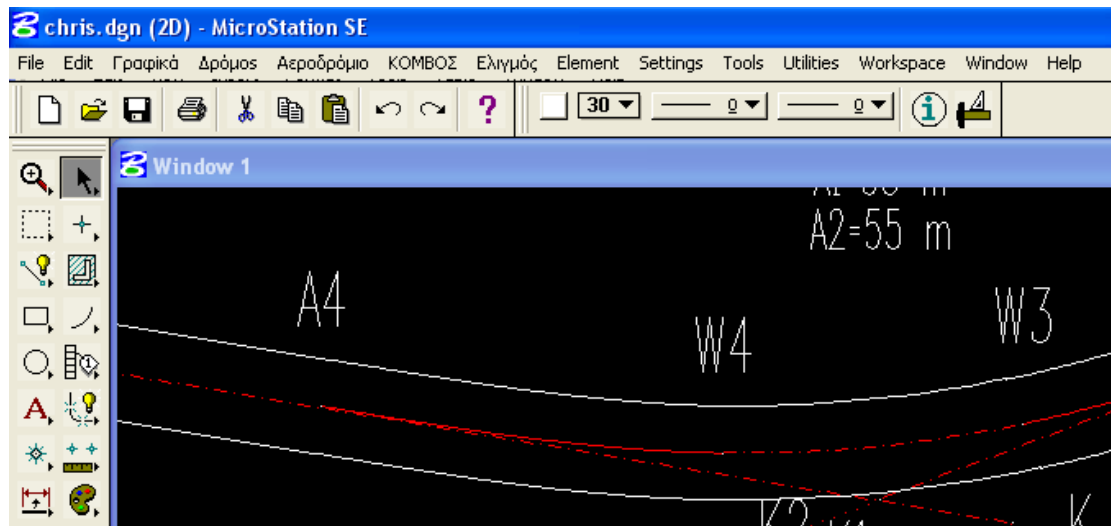 chris.dgn (2D) - MicroStation SE
File Edit Γραφικά Δρόμος Αεροδρόμιο ΚΟΜΒΟΣ Ελιγμός Element Settings Tools Utilities Workspace Window Help
30 0 0
Window 1
A2=55 m
A4
W4
W3
K2
K